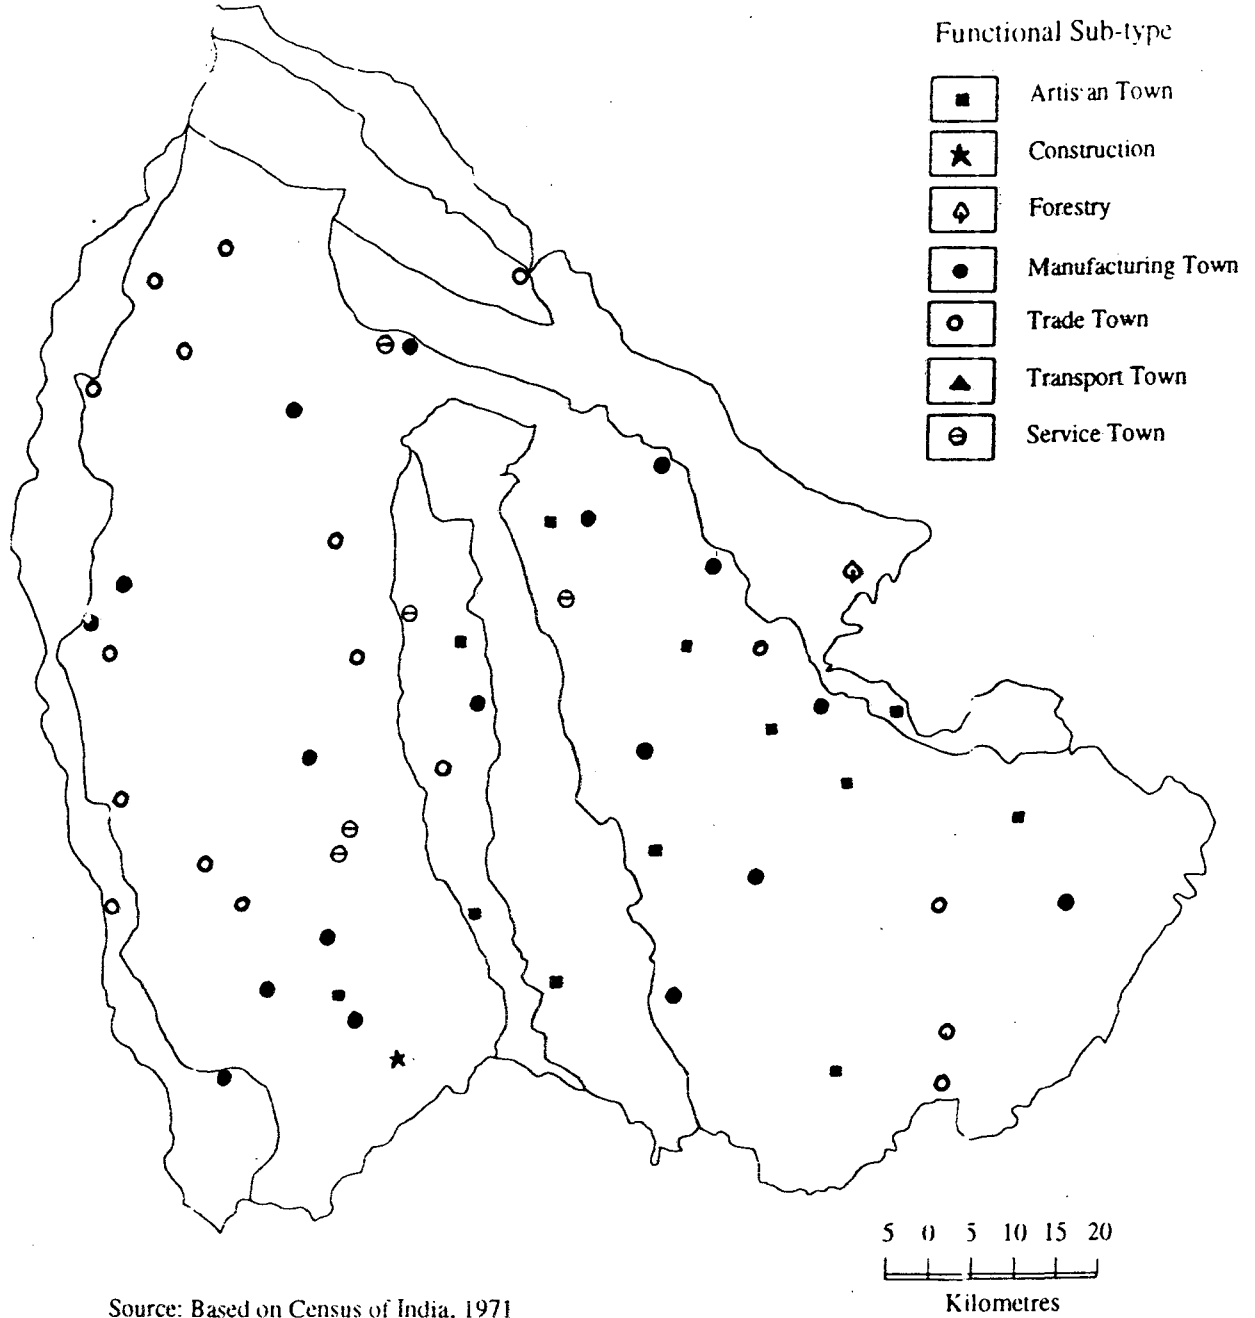 Functional Sub-type
Artisan Town
Construction
Forestry
Manufacturing Town
Trade Town
Transport Town
Service Town
5 0 5 10 15 20
Kilometres
Source: Based on Census of India, 1971